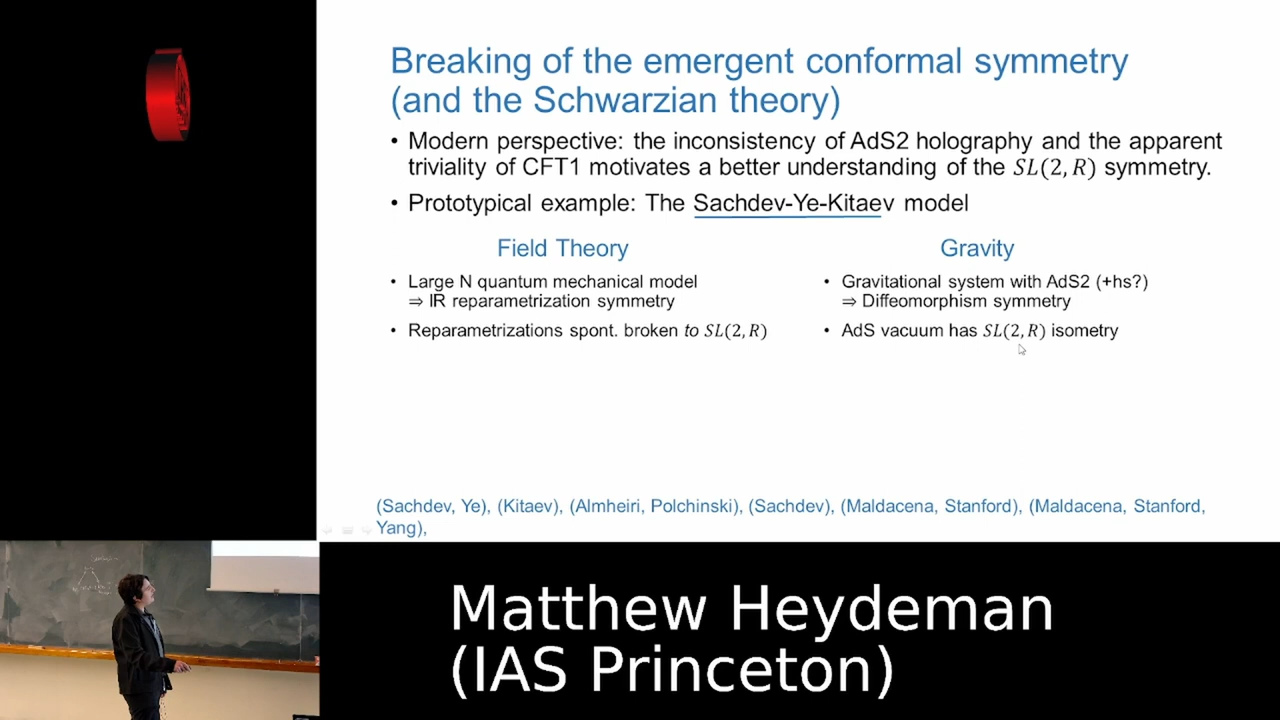 Breaking of the emergent conformal symmetry
(and the Schwarzian theory)
• Modern perspective: the inconsistency of AdS2 holography and the apparent
triviality of CFT1 motivates a better understanding of the SL(2, R) symmetry.
• Prototypical example: The Sachdev-Ye-Kitaev model
Field Theory
• Large N quantum mechanical model
⇒ IR reparametrization symmetry
• Reparametrizations spont. broken to SL(2, R)
Gravity
• Gravitational system with AdS2 (+hs?)
⇒ Diffeomorphism symmetry
• AdS vacuum has SL(2, R) isometry
(Sachdev, Ye), (Kitaev), (Almheiri, Polchinski), (Sachdev), (Maldacena, Stanford), (Maldacena, Stanford,
Yang),
Matthew Heydeman
(IAS Princeton)